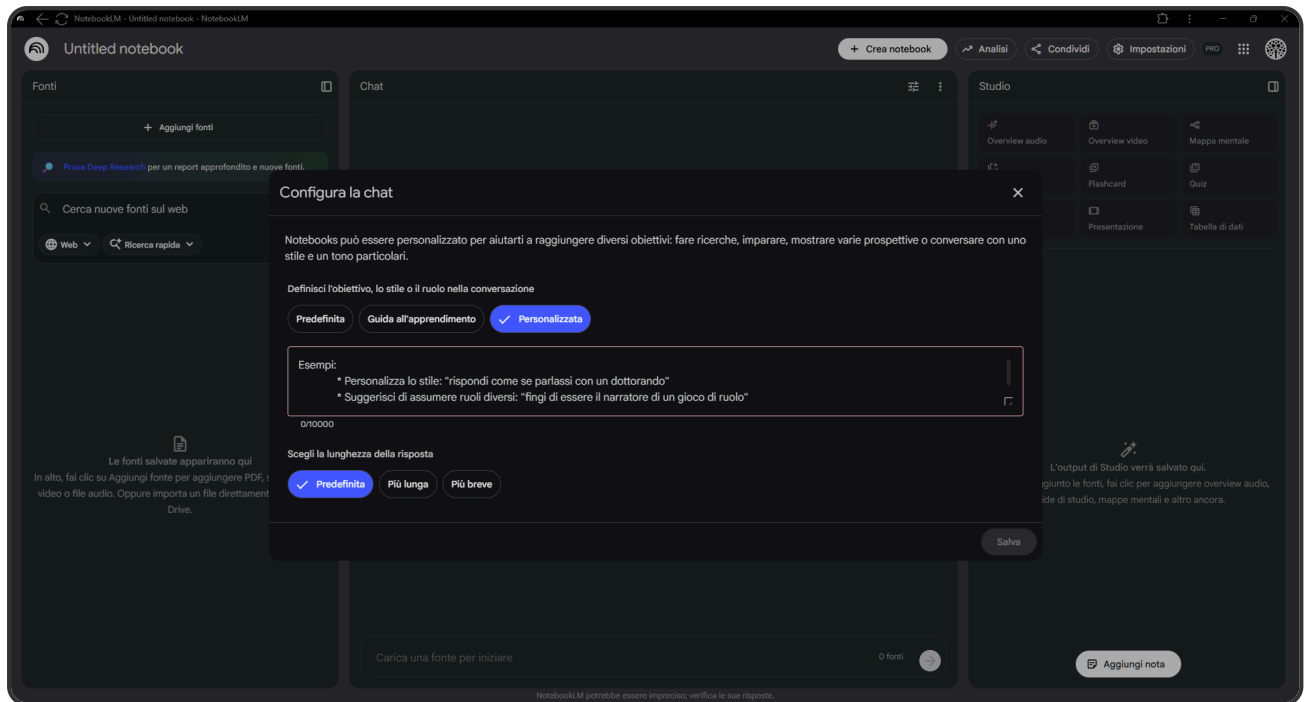 NotebookLM - Untitled notebook - NotebookLM
Untitled notebook
+ Crea notebook
Analisi
Condividi
Impostazioni
PRO
Fonti
+ Aggiungi fonti
Prova Deep Research per un report approfondito e nuove fonti.
Cerca nuove fonti sul web
Web
Ricerca rapida
Le fonti salvate appariranno qui
In alto, fai clic su Aggiungi fonte per aggiungere PDF,
video o file audio. Oppure importa un file direttament
Drive.
Chat
Configura la chat
Notebooks può essere personalizzato per aiutarti a raggiungere diversi obiettivi: fare ricerche, imparare, mostrare varie prospettive o conversare con uno
stile e un tono particolari.
Definisci l'obiettivo, lo stile o il ruolo nella conversazione
Predefinita
Guida all'apprendimento
Personalizzata
Esempi:
* Personalizza lo stile: "rispondi come se parlassi con un dottorando"
* Suggerisci di assumere ruoli diversi: "fingi di essere il narratore di un gioco di ruolo"
0/10000
Scegli la lunghezza della risposta
Predefinita
Più lunga
Più breve
Salva
Carica una fonte per iniziare
0 fonti
NotebookLM potrebbe essere impreciso; verifica le sue risposte.
Studio
Overview audio
Overview video
Mappa mentale
Flashcard
Quiz
Presentazione
Tabella di dati
L'output di Studio verrà salvato qui.
giunto le fonti, fai clic per aggiungere overview audio,
ide di studio, mappe mentali e altro ancora.
Aggiungi nota